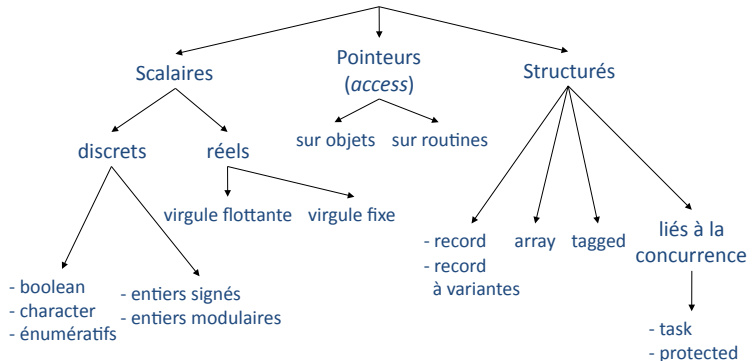 Scalaires
Pointeurs
(access)
Structurés
discrets
réels
sur objets
sur routines
virgule flottante
virgule fixe
- record
- record
à variantes
array
tagged
liés à la
concurrence
- boolean
- character
- énumératifs
- entiers signés
- entiers modulaires
- task
- protected